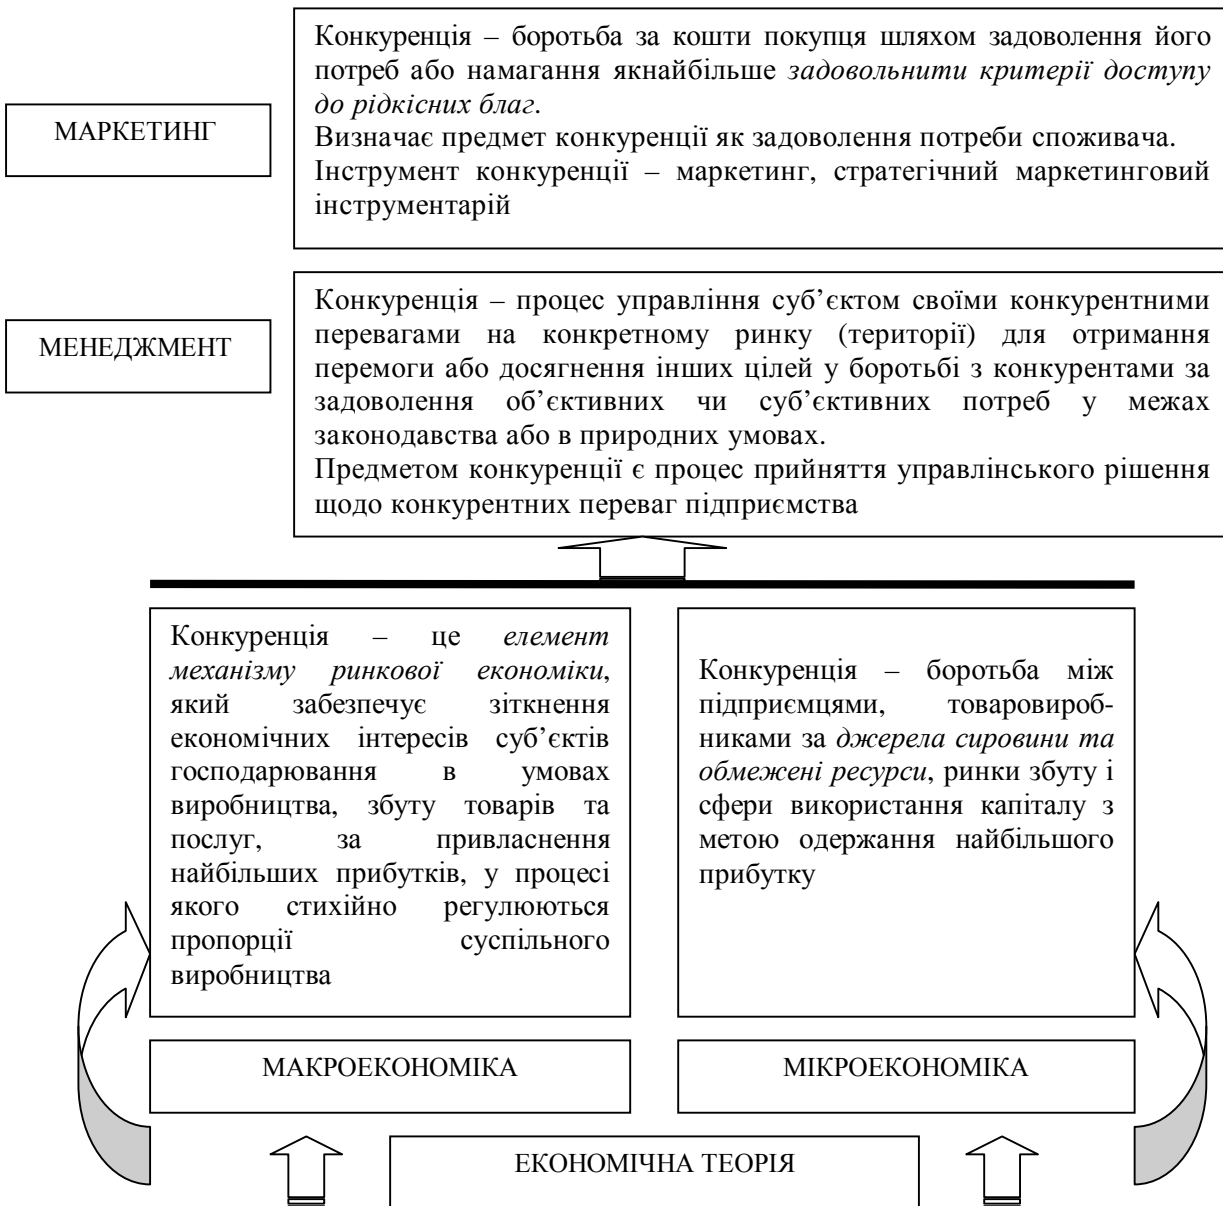 Конкуренція – боротьба за кошти покупця шляхом задоволення його
потреб або намагання якнайбільше задовольнити критерії доступу
до рідкісних благ.
Визначає предмет конкуренції як задоволення потреби споживача.
Інструмент конкуренції – маркетинг, стратегічний маркетинговий
інструментарій
МАРКЕТИНГ
Конкуренція – процес управління суб’єктом своїми конкурентними
перевагами на конкретному ринку (території) для отримання
перемоги або досягнення інших цілей у боротьбі з конкурентами за
задоволення об’єктивних чи суб’єктивних потреб у межах
законодавства або в природних умовах.
Предметом конкуренції є процес прийняття управлінського рішення
щодо конкурентних переваг підприємства
МЕНЕДЖМЕНТ
Конкуренція – це елемент
механізму ринкової економіки,
який забезпечує зіткнення
економічних інтересів суб’єктів
господарювання в умовах
виробництва, збуту товарів та
послуг, за привласнення
найбільших прибутків, у процесі
якого стихійно регулюються
пропорції суспільного
виробництва
Конкуренція – боротьба між
підприємцями, товаровироб-
никами за джерела сировини та
обмежені ресурси, ринки збуту і
сфери використання капіталу з
метою одержання найбільшого
прибутку
МАКРОЕКОНОМІКА
МІКРОЕКОНОМІКА
ЕКОНОМІЧНА ТЕОРІЯ